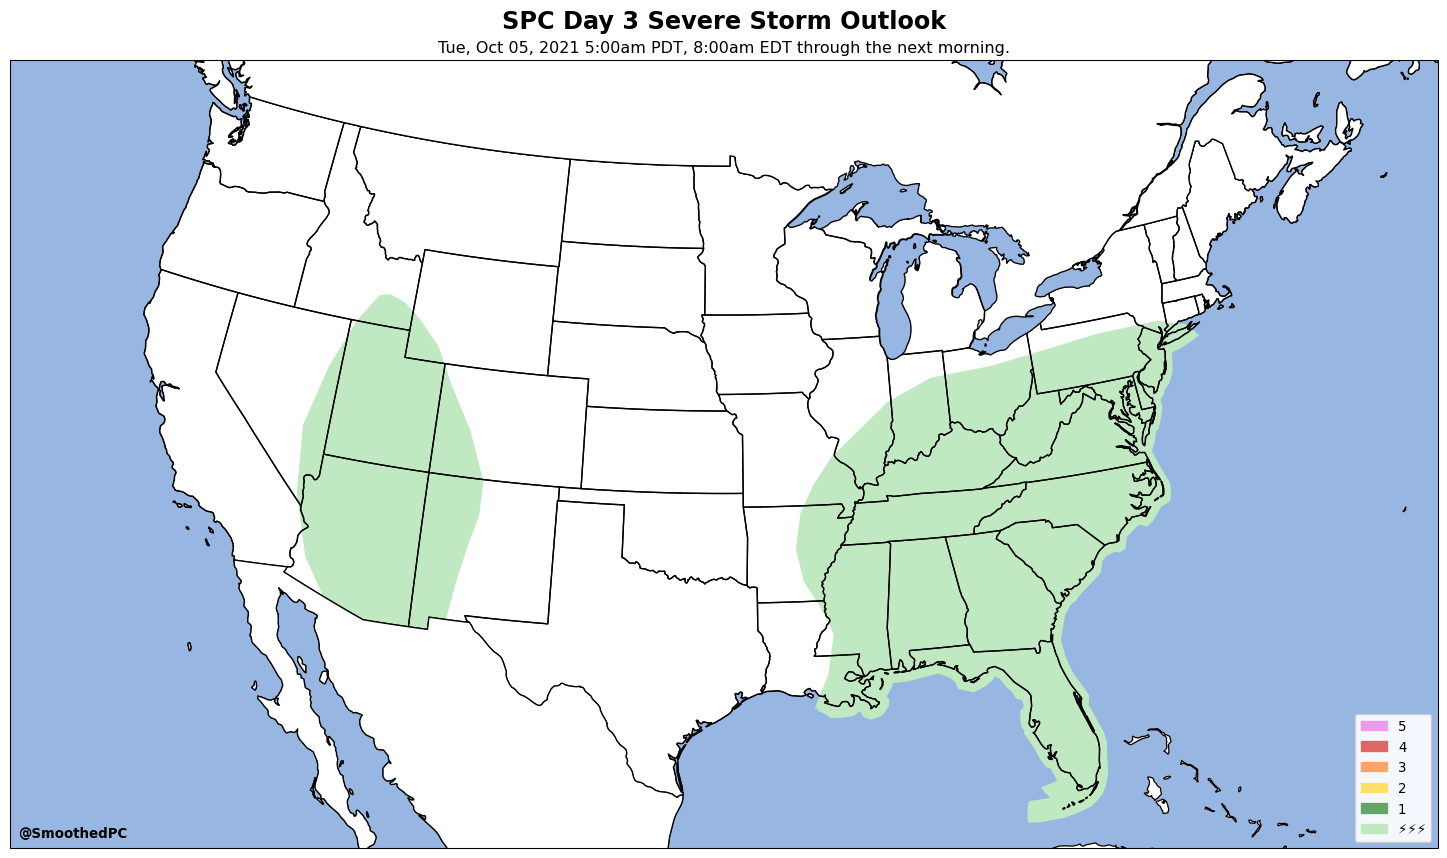 SPC Day 3 Severe Storm Outlook
Tue, Oct 05, 2021 5:00am PDT, 8:00am EDT through the next morning.
5
4
3
2
1
⚡⚡⚡
@SmoothedPC